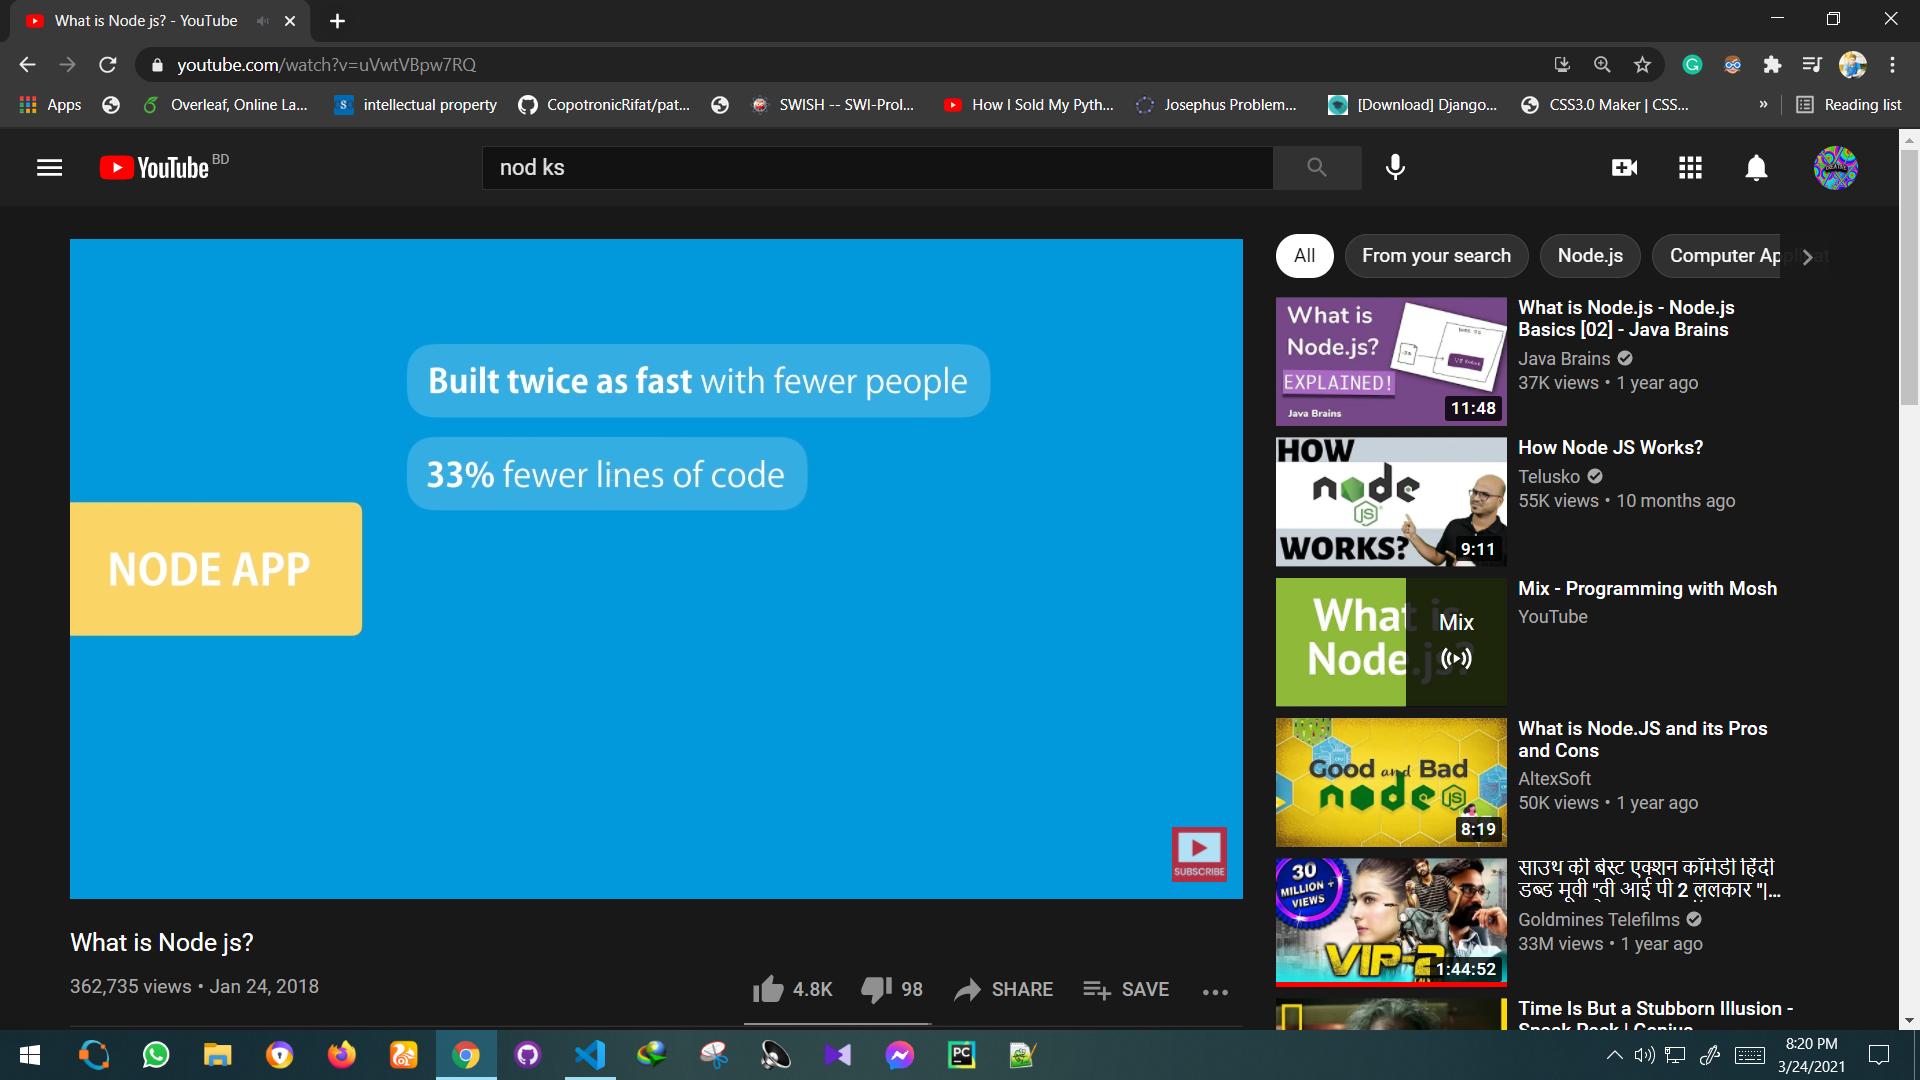 What is Node js? - YouTube
youtube.com/watch?v=uVwtVBpw7RQ
Apps
Overleaf, Online La...
intellectual property
CopotronicRifat/pat...
SWISH -- SWI-Prol...
How I Sold My Pyth...
Josephus Problem...
[Download] Django...
CSS3.0 Maker | CSS...
»
Reading list
YouTube BD
nod ks
Built twice as fast with fewer people
33% fewer lines of code
NODE APP
SUBSCRIBE
What is Node js?
362,735 views • Jan 24, 2018
4.8K
98
SHARE
SAVE
All
From your search
Node.js
Computer Applicat
What is
Node.js?
EXPLAINED!
Java Brains
11:48
What is Node.js - Node.js
Basics [02] - Java Brains
Java Brains
37K views • 1 year ago
HOW
node
JS
WORKS?
9:11
How Node JS Works?
Telusko
55K views • 10 months ago
What is
Node.js?
Mix
Mix - Programming with Mosh
YouTube
Good and Bad
node JS
8:19
What is Node.JS and its Pros
and Cons
AltexSoft
50K views • 1 year ago
30
MILLION +
VIEWS
VIP-2
1:44:52
साउथ की बेस्ट एक्शन कॉमेडी हिंदी
डब्ड मूवी "वी आई पी 2 ललकार "|...
Goldmines Telefilms
33M views • 1 year ago
Time Is But a Stubborn Illusion -
Sneak Peek | Genius
PC
8:20 PM
3/24/2021